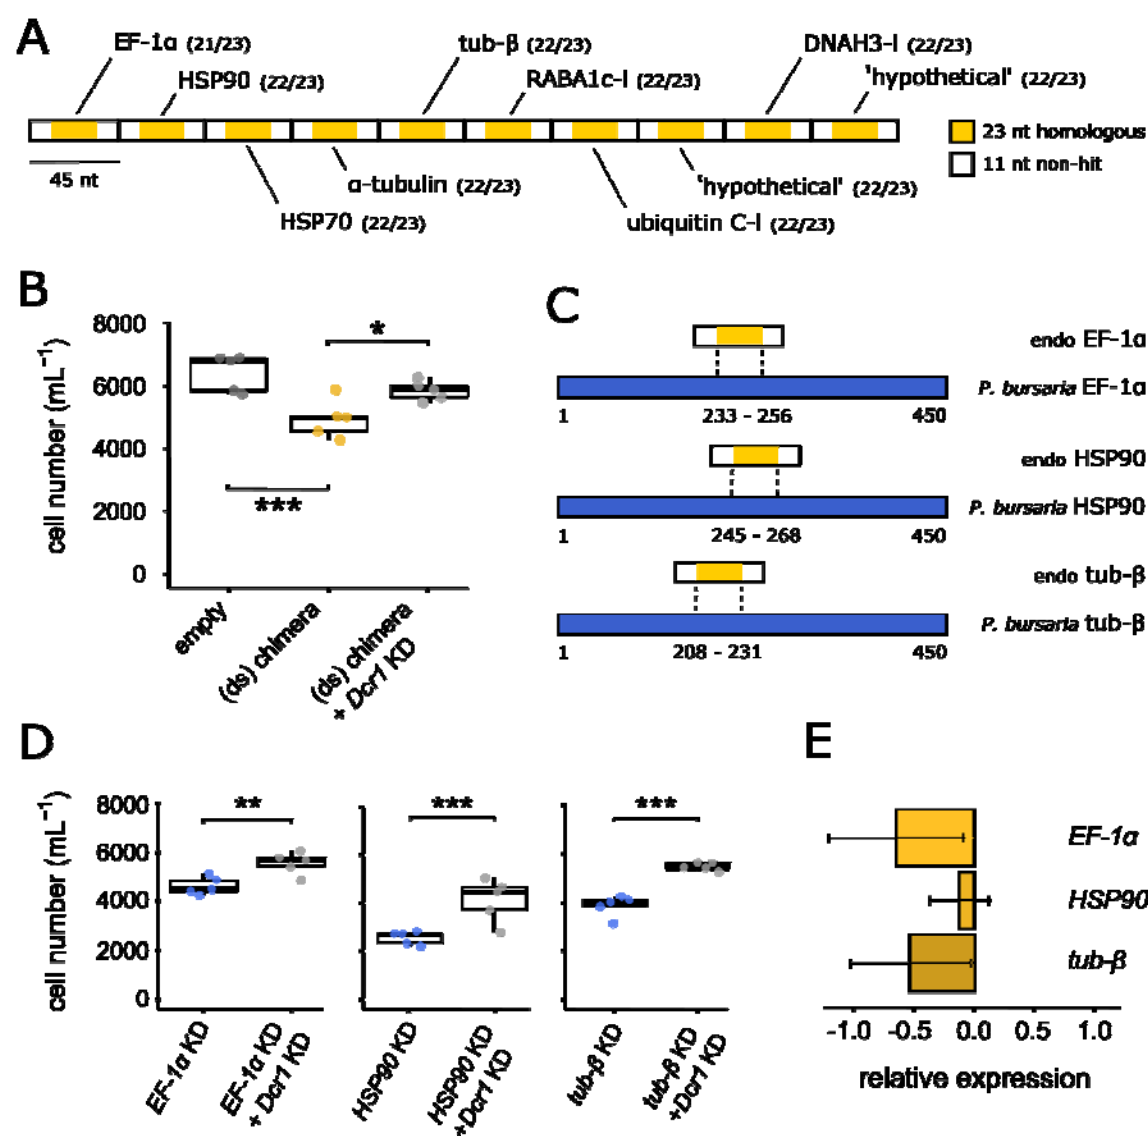 A
EF-1α (21/23)
tub-β (22/23)
DNAH3-l (22/23)
HSP90 (22/23)
RABA1c-l (22/23)
'hypothetical' (22/23)
23 nt homologous
11 nt non-hit
45 nt
α-tubulin (22/23)
'hypothetical' (22/23)
HSP70 (22/23)
ubiquitin C-l (22/23)
B
cell number (mL⁻¹)
8000
6000
4000
2000
0
*
***
empty
(ds) chimera
(ds) chimera
+ Dcr1 KD
C
endo EF-1α
P. bursaria EF-1α
1
233 - 256
450
endo HSP90
P. bursaria HSP90
1
245 - 268
450
endo tub-β
P. bursaria tub-β
1
208 - 231
450
D
cell number (mL⁻¹)
8000
6000
4000
2000
0
**
***
***
EF-1α KD
EF-1α KD
+ Dcr1 KD
HSP90 KD
HSP90 KD
+Dcr1 KD
tub-β KD
tub-β KD
+Dcr1 KD
E
EF-1α
HSP90
tub-β
-1.0
-0.5
0.0
0.5
1.0
relative expression